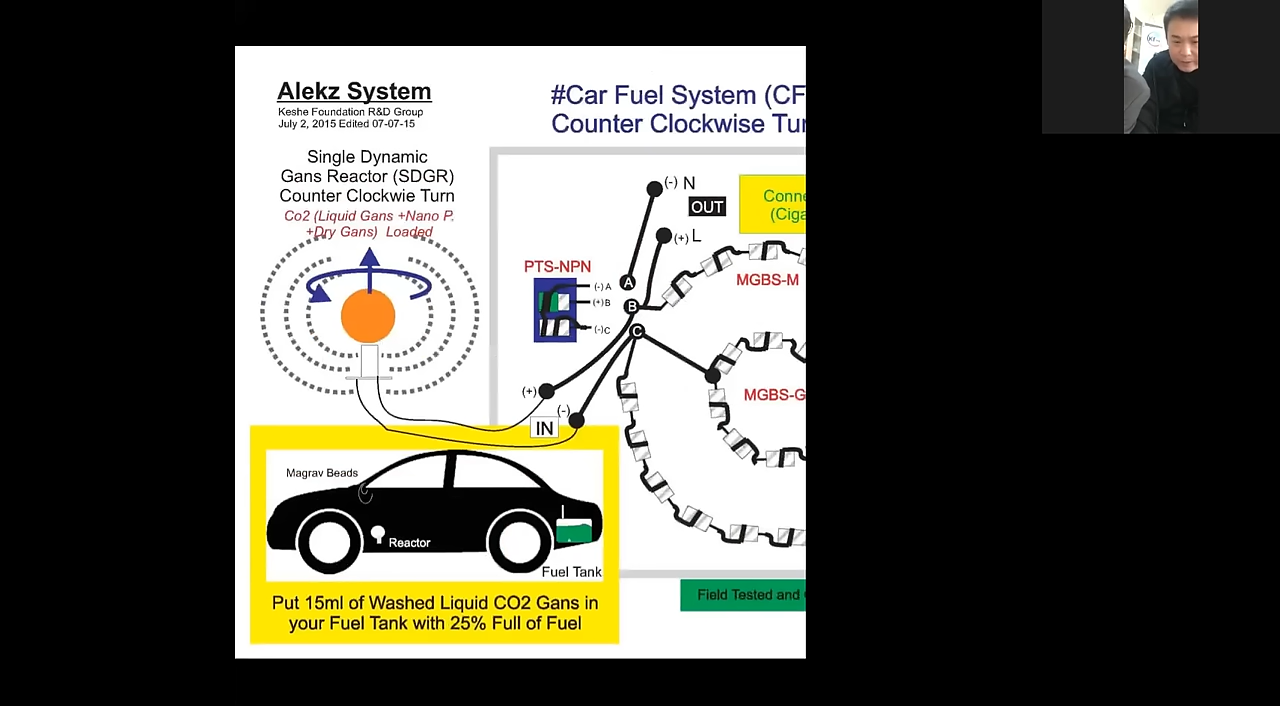 Alekz System
Keshe Foundation R&D Group
July 2, 2015 Edited 07-07-15
#Car Fuel System (CF
Counter Clockwise Tur
Single Dynamic
Gans Reactor (SDGR)
Counter Clockwie Turn
Co2 (Liquid Gans +Nano P.
+Dry Gans) Loaded
(-) N
OUT
(+) L
Conne
(Ciga
PTS-NPN
(-) A
(+) B
(-) C
A
B
C
MGBS-M
MGBS-G
(+)
(-)
IN
Magrav Beads
Reactor
Fuel Tank
Put 15ml of Washed Liquid CO2 Gans in
your Fuel Tank with 25% Full of Fuel
Field Tested and